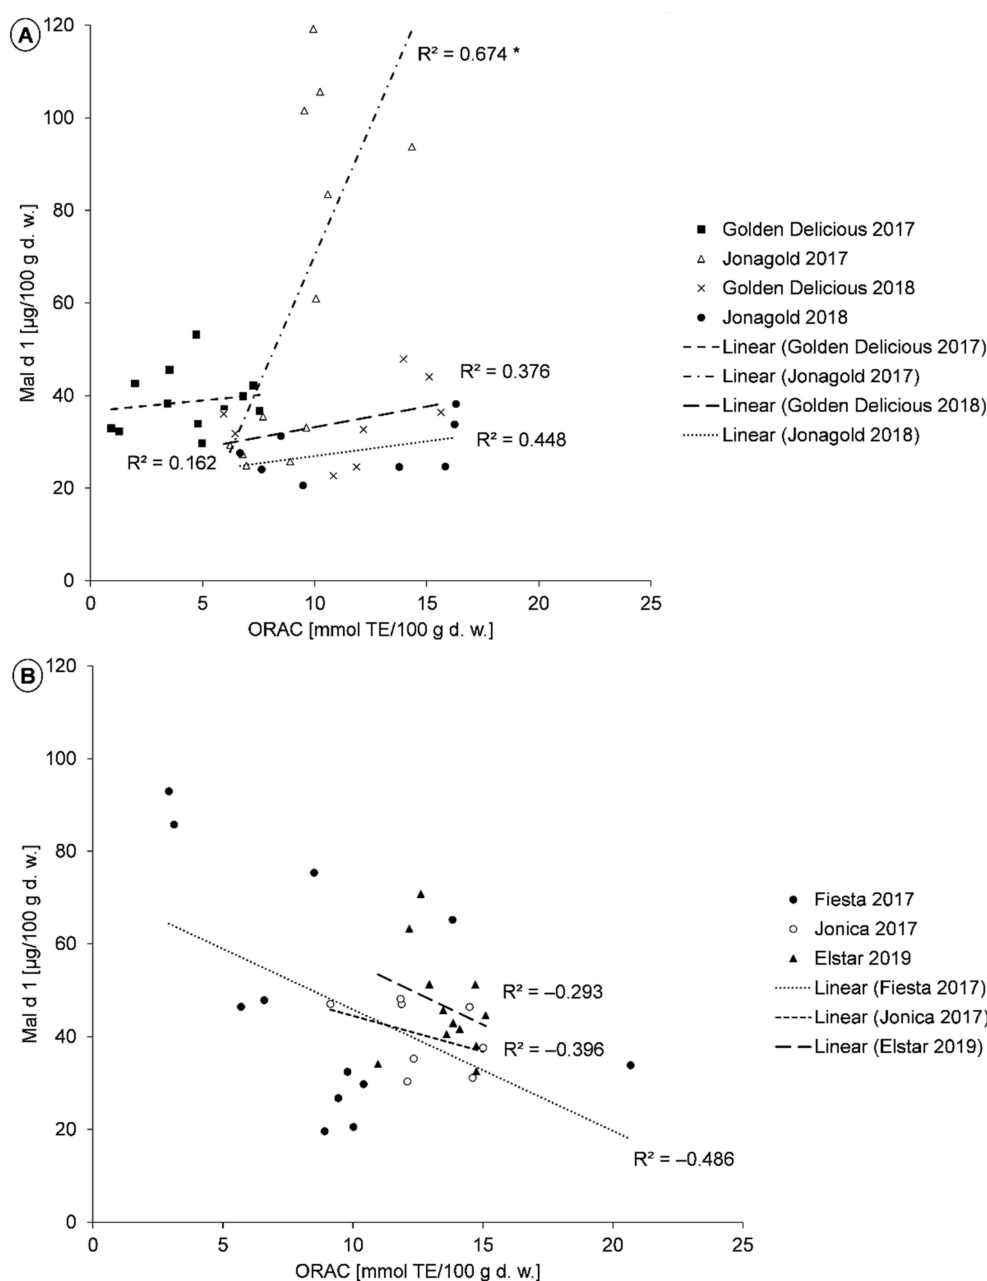 A
120
100
80
60
40
20
0
Mal d 1 [µg/100 g d. w.]
R² = 0.674 *
R² = 0.376
R² = 0.448
R² = 0.162
0 5 10 15 20 25
ORAC [mmol TE/100 g d. w.]
Golden Delicious 2017
Jonagold 2017
Golden Delicious 2018
Jonagold 2018
Linear (Golden Delicious 2017)
Linear (Jonagold 2017)
Linear (Golden Delicious 2018)
Linear (Jonagold 2018)
B
120
100
80
60
40
20
0
Mal d 1 [µg/100 g d. w.]
R² = –0.293
R² = –0.396
R² = –0.486
0 5 10 15 20 25
ORAC [mmol TE/100 g d. w.]
Fiesta 2017
Jonica 2017
Elstar 2019
Linear (Fiesta 2017)
Linear (Jonica 2017)
Linear (Elstar 2019)